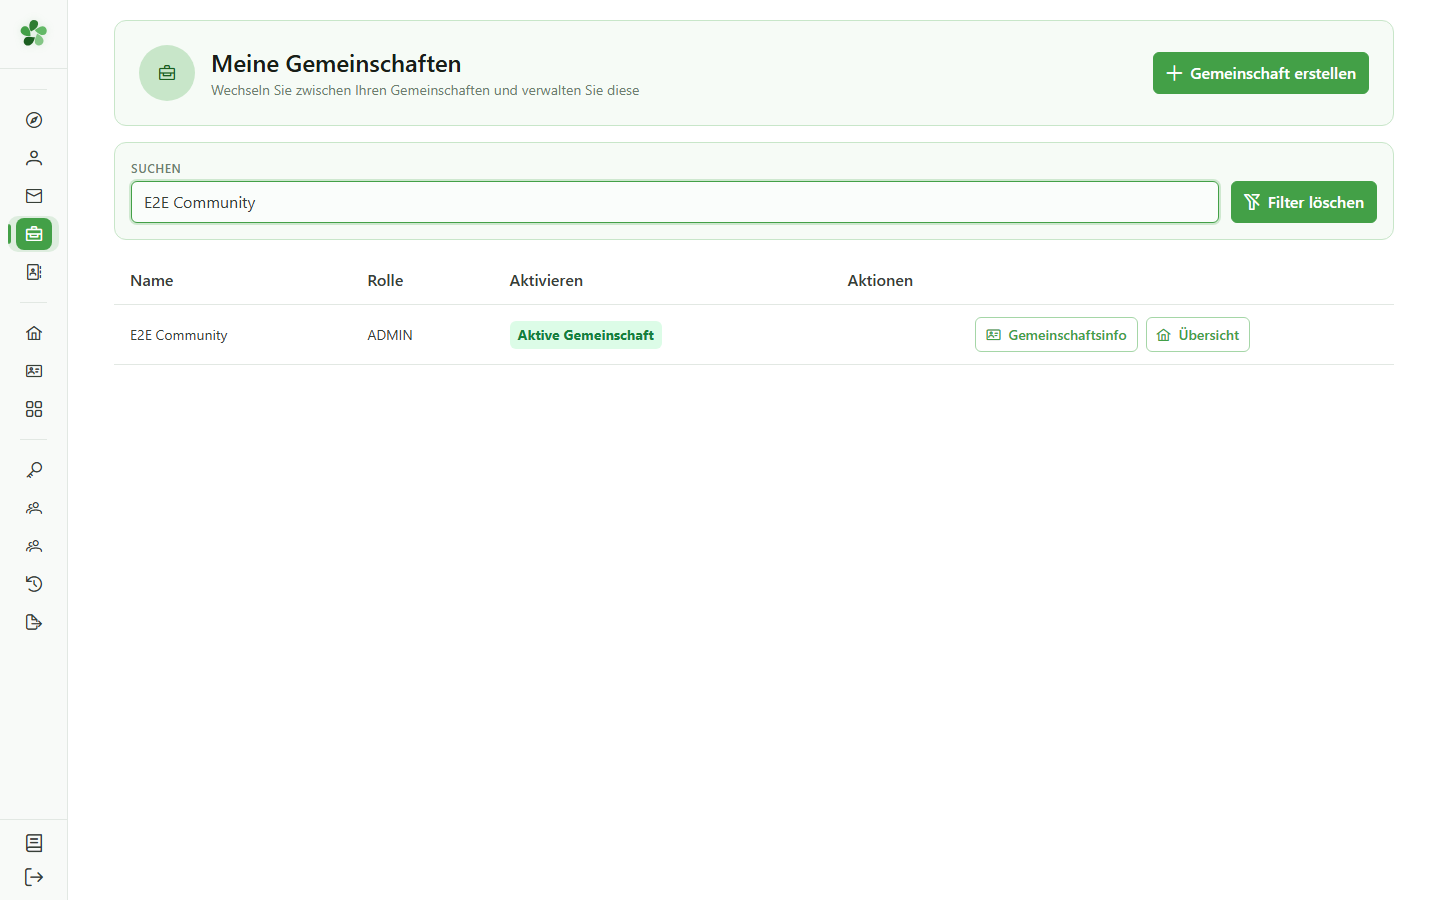 Meine Gemeinschaften
Wechseln Sie zwischen Ihren Gemeinschaften und verwalten Sie diese
Gemeinschaft erstellen
SUCHEN
E2E Community
Filter löschen
Name Rolle Aktivieren Aktionen
E2E Community ADMIN Aktive Gemeinschaft Gemeinschaftsinfo Übersicht